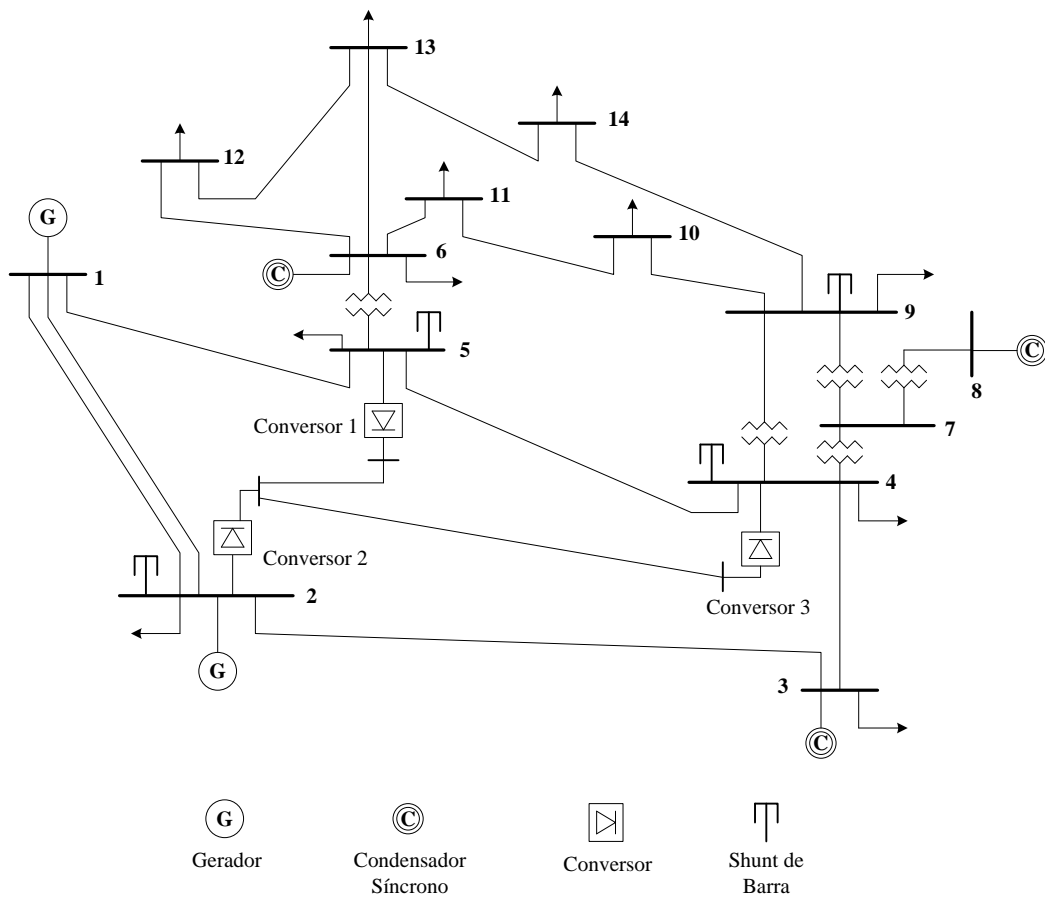 13
14
12
11
G
10
6
C
1
9
5
C
8
Conversor 1
7
4
Conversor 2
2
Conversor 3
G
3
C
G
C
Gerador
Condensador
Síncrono
Conversor
Shunt de
Barra